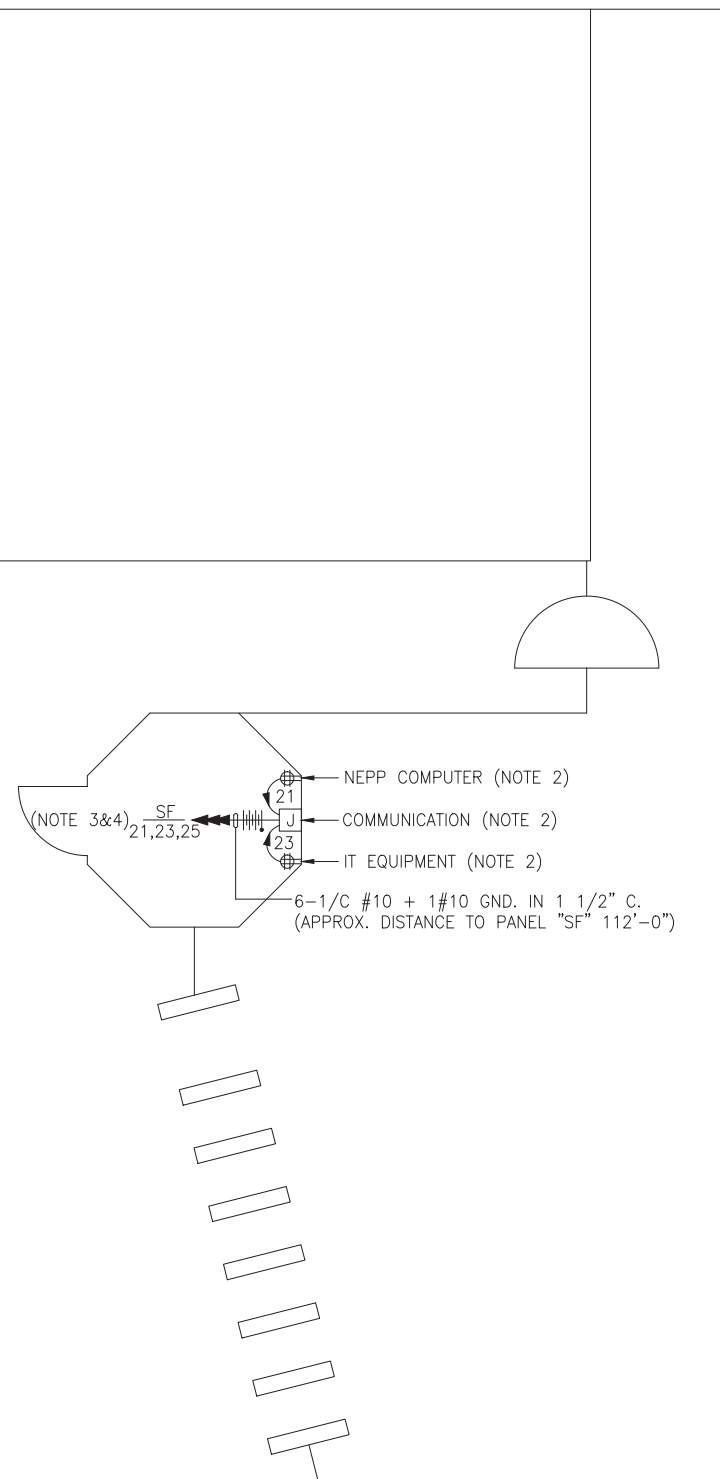 NEPP COMPUTER (NOTE 2)
21
(NOTE 3&4) SF
21,23,25
J
COMMUNICATION (NOTE 2)
23
IT EQUIPMENT (NOTE 2)
6-1/C #10 + 1#10 GND. IN 1 1/2" C.
(APPROX. DISTANCE TO PANEL "SF" 112'-0")